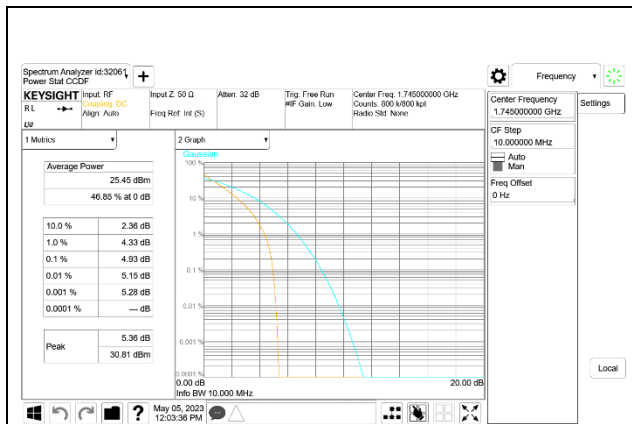 Spectrum Analyzer id:32061
Power Stat CCDF
Frequency
KEYSIGHT
RL
Input: RF
Coupling: DC
Align: Auto
Input Z: 50 Ω
Freq Ref: Int (S)
Atten: 32 dB
Trig: Free Run
#IF Gain: Low
Center Freq: 1.745000000 GHz
Counts: 800 k/800 kpt
Radio Std: None
Center Frequency
1.745000000 GHz
Settings
CF Step
10.000000 MHz
Auto
Man
Freq Offset
0 Hz
1 Metrics
Average Power
25.45 dBm
46.85 % at 0 dB
10.0 % 2.36 dB
1.0 % 4.33 dB
0.1 % 4.93 dB
0.01 % 5.15 dB
0.001 % 5.28 dB
0.0001 % --- dB
Peak
5.36 dB
30.81 dBm
2 Graph
Gaussian
100 %
10 %
1 %
0.1 %
0.01 %
0.001 %
0.0001 %
0.00 dB
20.00 dB
Info BW 10.000 MHz
Local
May 05, 2023
12:03:36 PM